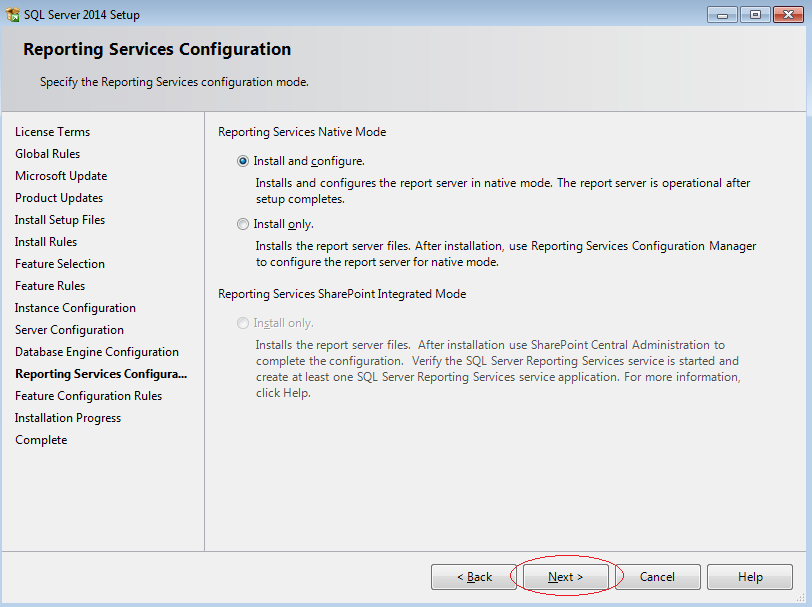 SQL Server 2014 Setup
Reporting Services Configuration
Specify the Reporting Services configuration mode.
License Terms
Global Rules
Microsoft Update
Product Updates
Install Setup Files
Install Rules
Feature Selection
Feature Rules
Instance Configuration
Server Configuration
Database Engine Configuration
Reporting Services Configura...
Feature Configuration Rules
Installation Progress
Complete
Reporting Services Native Mode
Install and configure.
Installs and configures the report server in native mode. The report server is operational after
setup completes.
Install only.
Installs the report server files. After installation, use Reporting Services Configuration Manager
to configure the report server for native mode.
Reporting Services SharePoint Integrated Mode
Install only.
Installs the report server files. After installation use SharePoint Central Administration to
complete the configuration. Verify the SQL Server Reporting Services service is started and
create at least one SQL Server Reporting Services service application. For more information,
click Help.
< Back
Next >
Cancel
Help